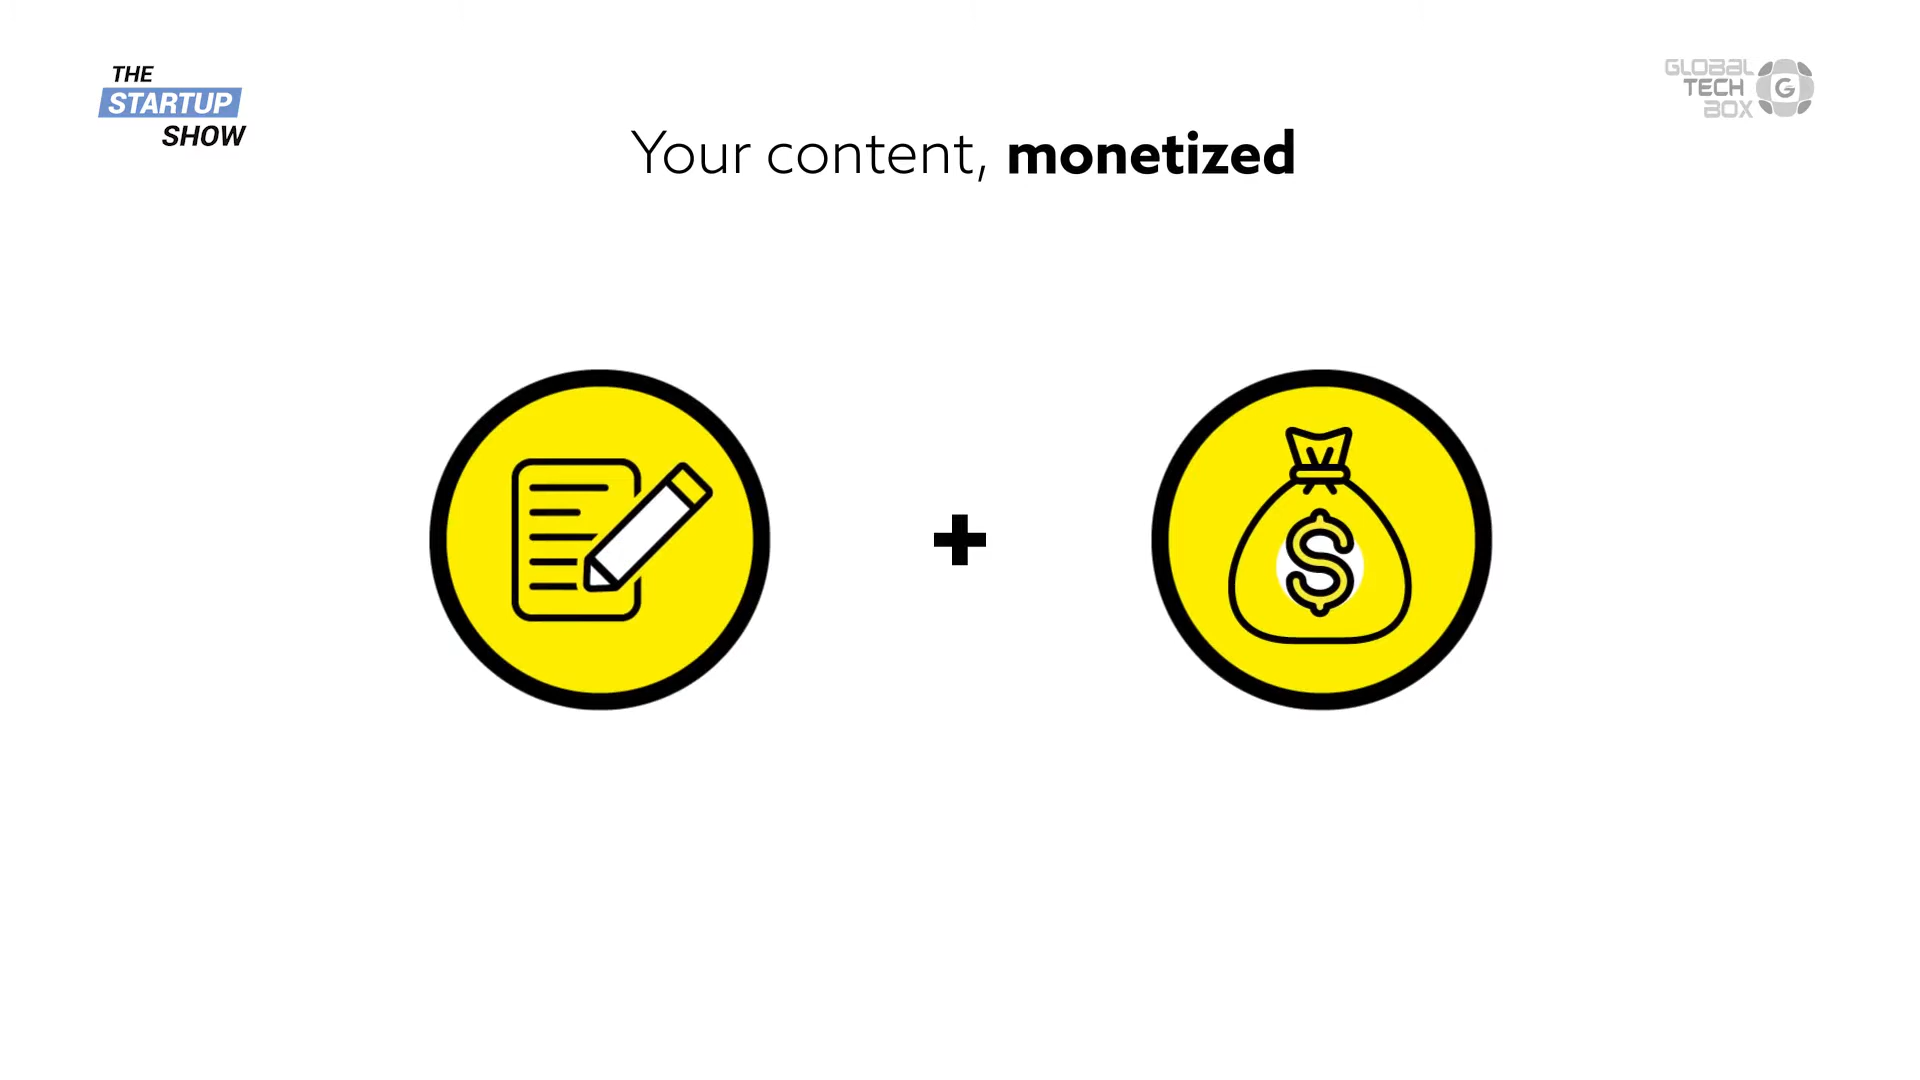 THE
STARTUP
SHOW
GLOBAL
TECH
BOX
G
Your content, monetized
+
$